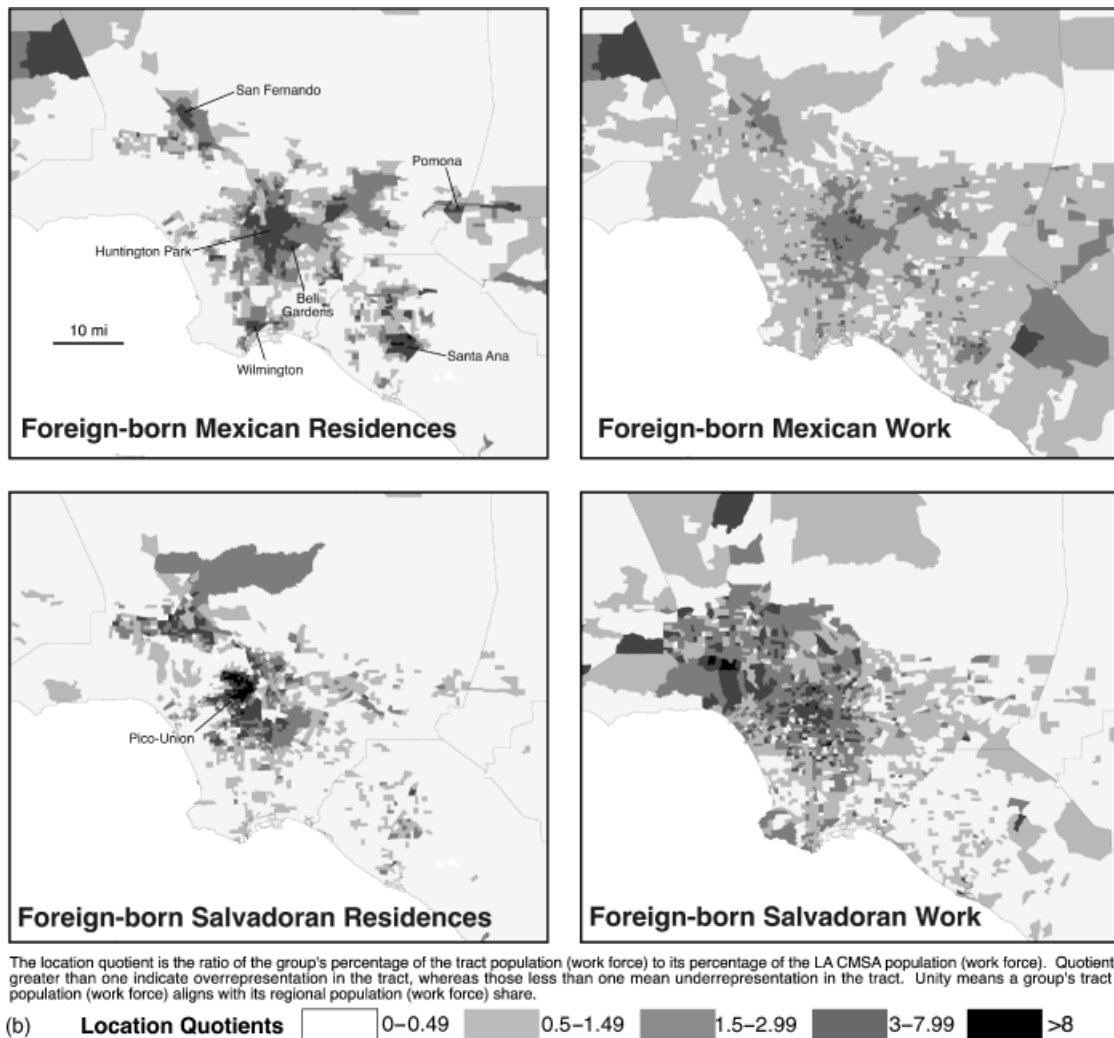 San Fernando
Pomona
Huntington Park
Bell
Gardens
10 mi
Santa Ana
Wilmington
Foreign-born Mexican Residences
Foreign-born Mexican Work
Pico-Union
Foreign-born Salvadoran Residences
Foreign-born Salvadoran Work
The location quotient is the ratio of the group's percentage of the tract population (work force) to its percentage of the LA CMSA population (work force). Quotient
greater than one indicate overrepresentation in the tract, whereas those less than one mean underrepresentation in the tract. Unity means a group's tract
population (work force) aligns with its regional population (work force) share.
(b) Location Quotients 0–0.49 0.5–1.49 1.5–2.99 3–7.99 >8